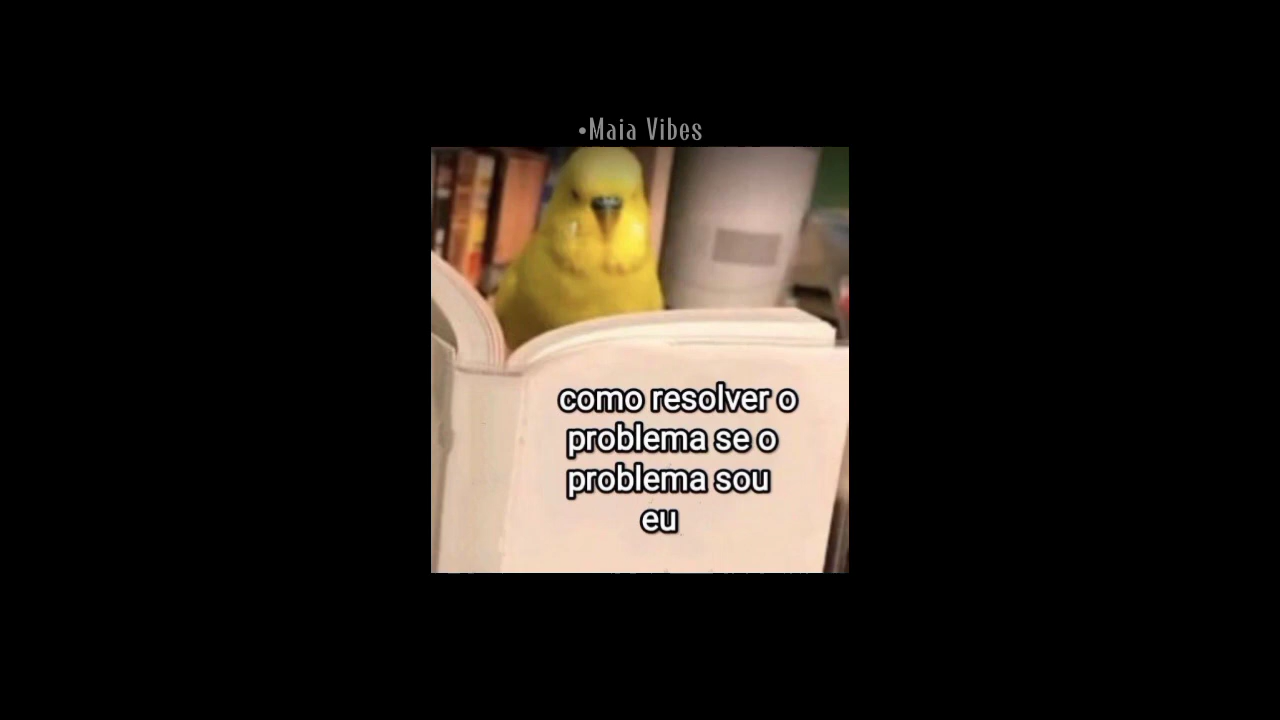 •Maia Vibes
como resolver o
problema se o
problema sou
eu